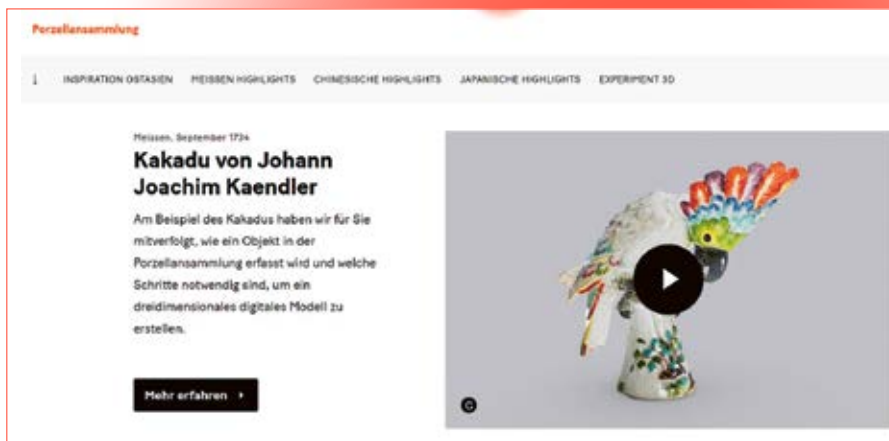 Porzellansammlung
INSPIRATION OSTASIEN MEISSEN HIGHLIGHTS CHINESISCHE HIGHLIGHTS JAPANISCHE HIGHLIGHTS EXPERIMENT 3D
Meissen, September 1734
Kakadu von Johann
Joachim Kaendler
Am Beispiel des Kakadus haben wir für Sie
mitverfolgt, wie ein Objekt in der
Porzellansammlung erfasst wird und welche
Schritte notwendig sind, um ein
dreidimensionales digitales Modell zu
erstellen.
Mehr erfahren